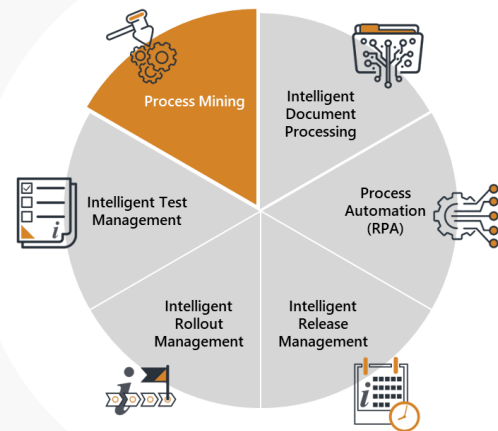 Process Mining
Intelligent
Document
Processing
Intelligent Test
Management
Process
Automation
(RPA)
Intelligent
Rollout
Management
Intelligent
Release
Management
i
i
i